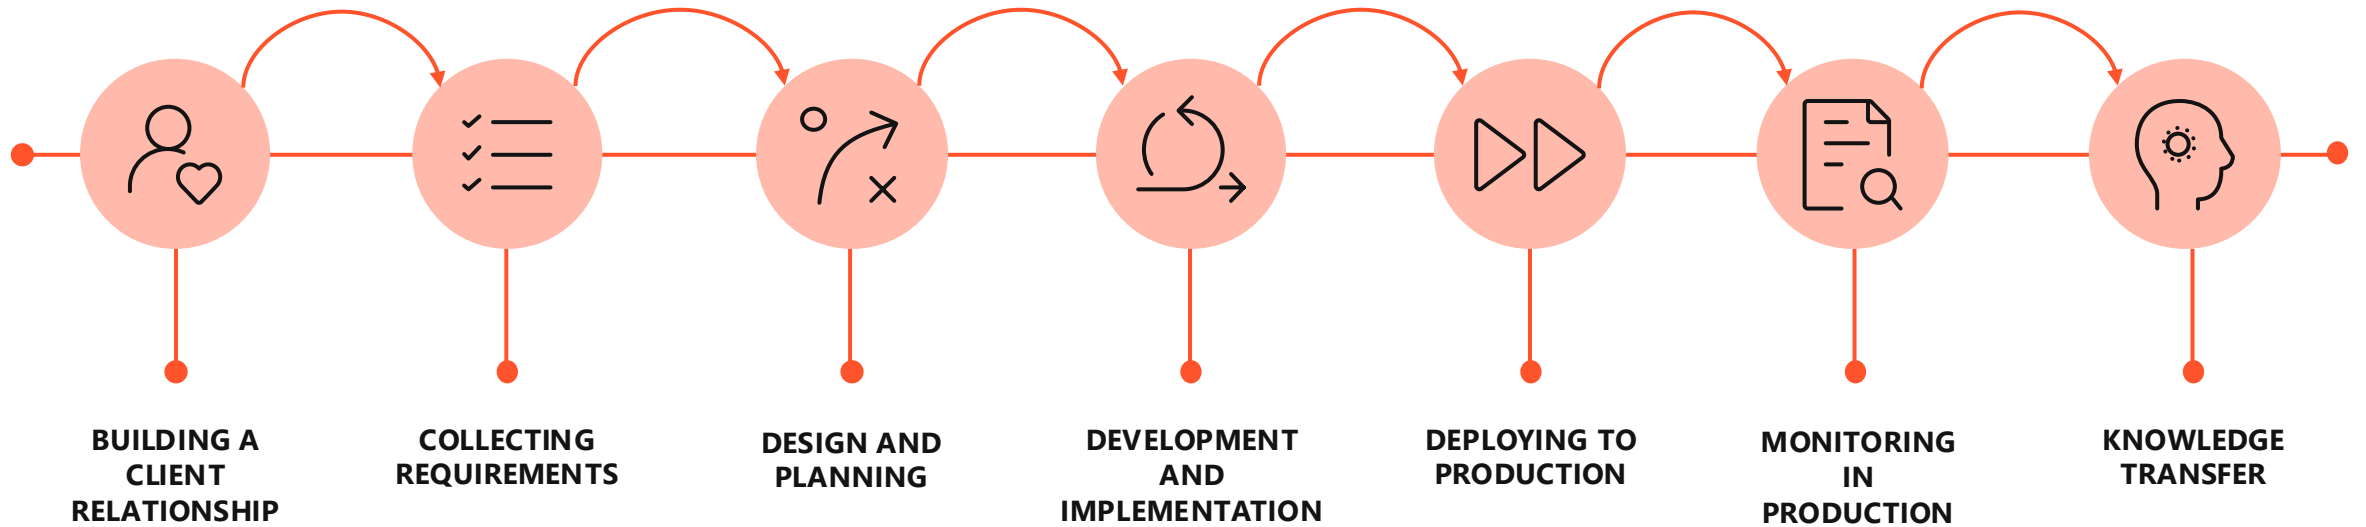 BUILDING A
CLIENT
RELATIONSHIP
COLLECTING
REQUIREMENTS
DESIGN AND
PLANNING
DEVELOPMENT
AND
IMPLEMENTATION
DEPLOYING TO
PRODUCTION
MONITORING
IN
PRODUCTION
KNOWLEDGE
TRANSFER